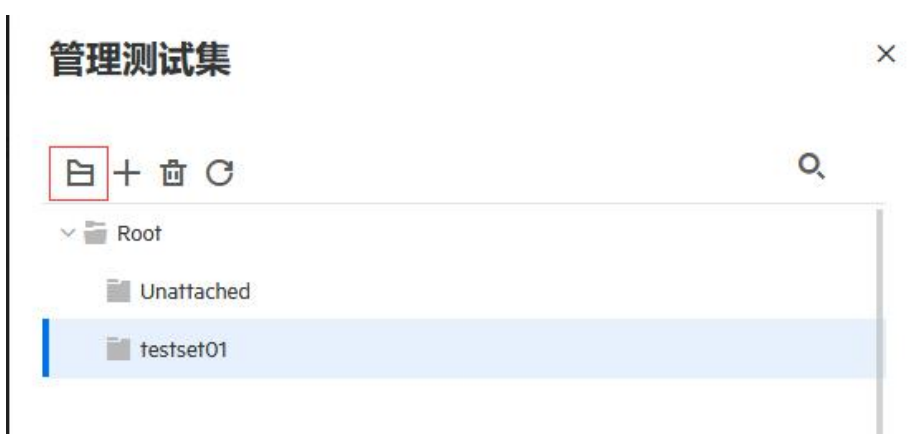 管理测试集
Root
Unattached
testset01